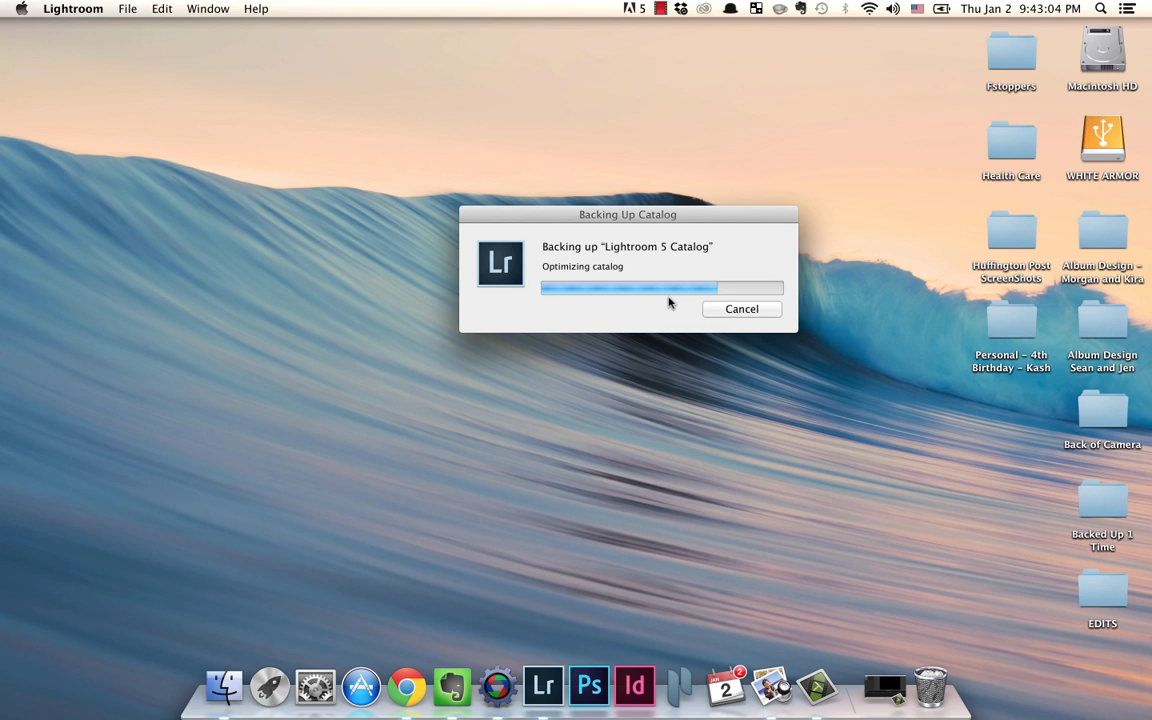 Lightroom File Edit Window Help
5
Thu Jan 2 9:43:04 PM
Fstoppers
Macintosh HD
Health Care
WHITE ARMOR
Huffington Post
ScreenShots
Album Design -
Morgan and Kira
Personal - 4th
Birthday - Kash
Album Design
Sean and Jen
Back of Camera
Backed Up 1
Time
EDITS
Backing Up Catalog
Lr
Backing up “Lightroom 5 Catalog”
Optimizing catalog
Cancel
Lr
Ps
Id
JAN
2
2